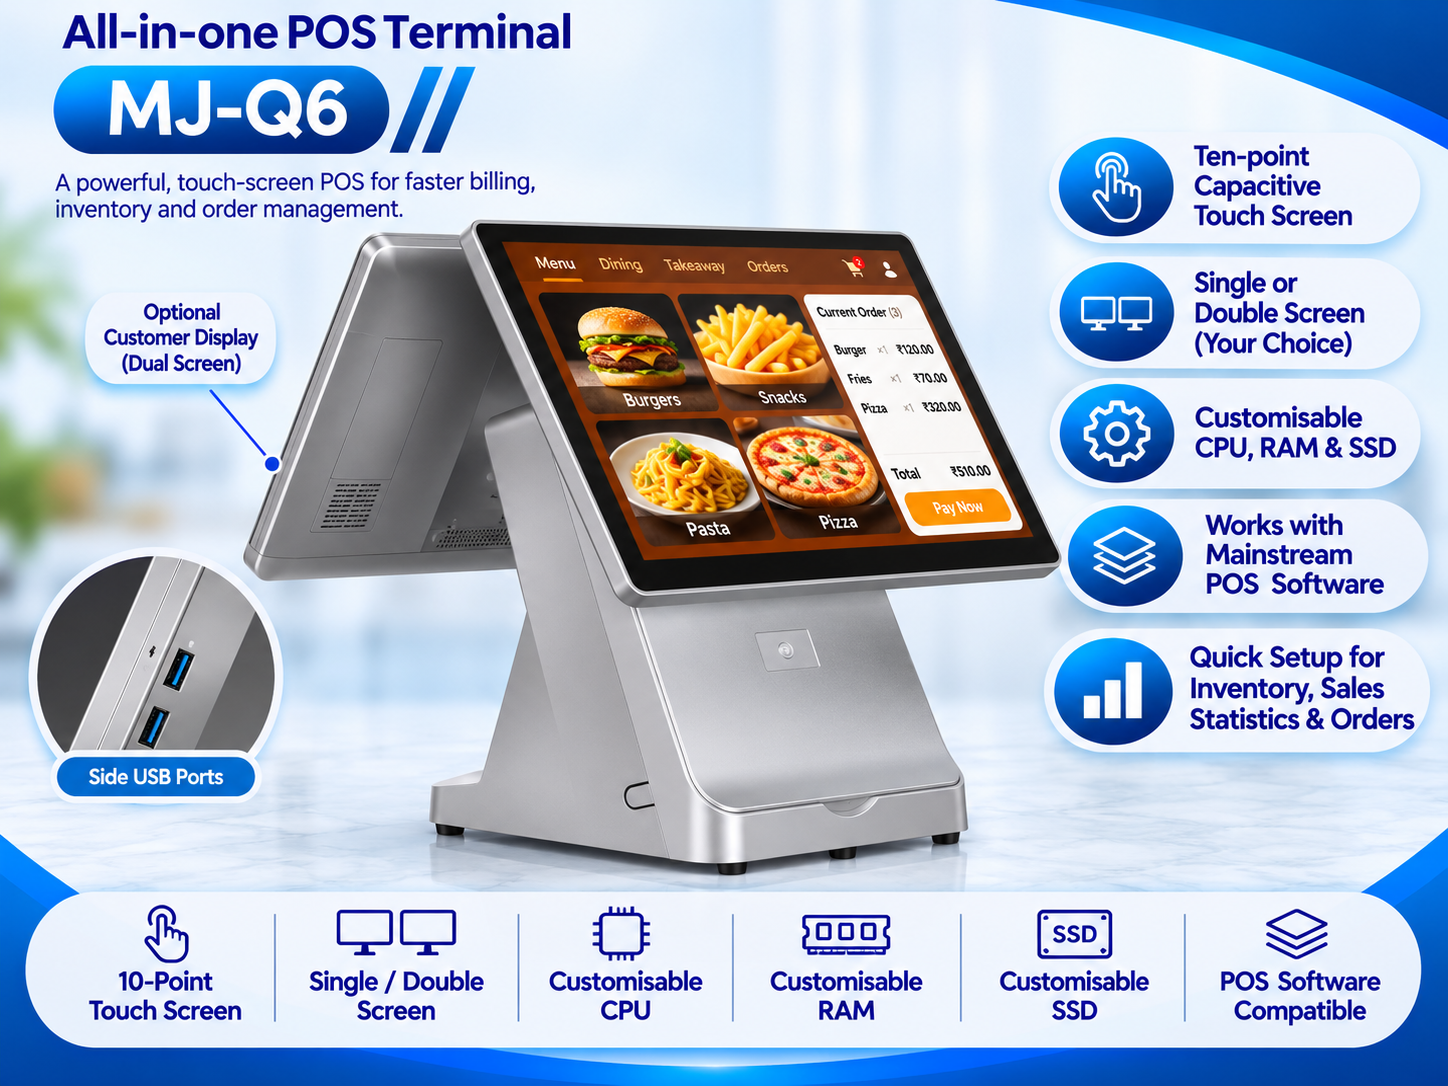 All-in-one POS Terminal
MJ-Q6
A powerful, touch-screen POS for faster billing,
inventory and order management.
Optional
Customer Display
(Dual Screen)
Menu Dining Takeaway Orders 2
Burgers
Snacks
Pasta
Pizza
Current Order (3)
Burger ×1 ₹120.00
Fries ×1 ₹70.00
Pizza ×1 ₹320.00
Total ₹510.00
Pay Now
Side USB Ports
Ten-point
Capacitive
Touch Screen
Single or
Double Screen
(Your Choice)
Customisable
CPU, RAM & SSD
Works with
Mainstream
POS Software
Quick Setup for
Inventory, Sales
Statistics & Orders
10-Point
Touch Screen
Single / Double
Screen
Customisable
CPU
Customisable
RAM
SSD
Customisable
SSD
POS Software
Compatible